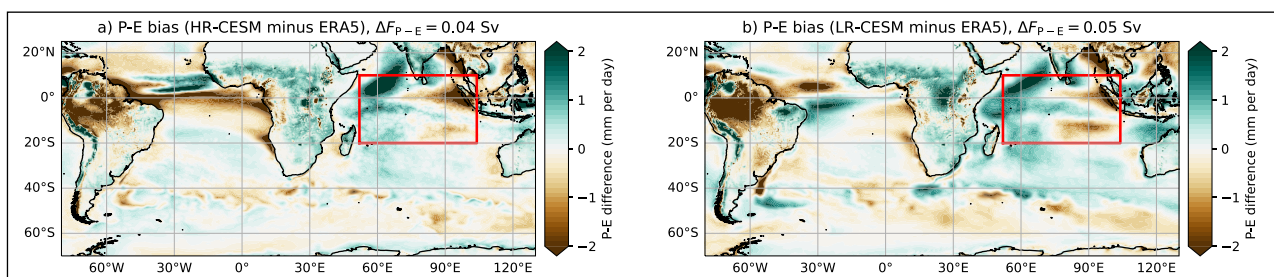 a) P-E bias (HR-CESM minus ERA5), ΔF_P−E = 0.04 Sv
20°N
0°
20°S
40°S
60°S
60°W
30°W
0°
30°E
60°E
90°E
120°E
2
1
0
−1
−2
P-E difference (mm per day)
b) P-E bias (LR-CESM minus ERA5), ΔF_P−E = 0.05 Sv
20°N
0°
20°S
40°S
60°S
60°W
30°W
0°
30°E
60°E
90°E
120°E
2
1
0
−1
−2
P-E difference (mm per day)